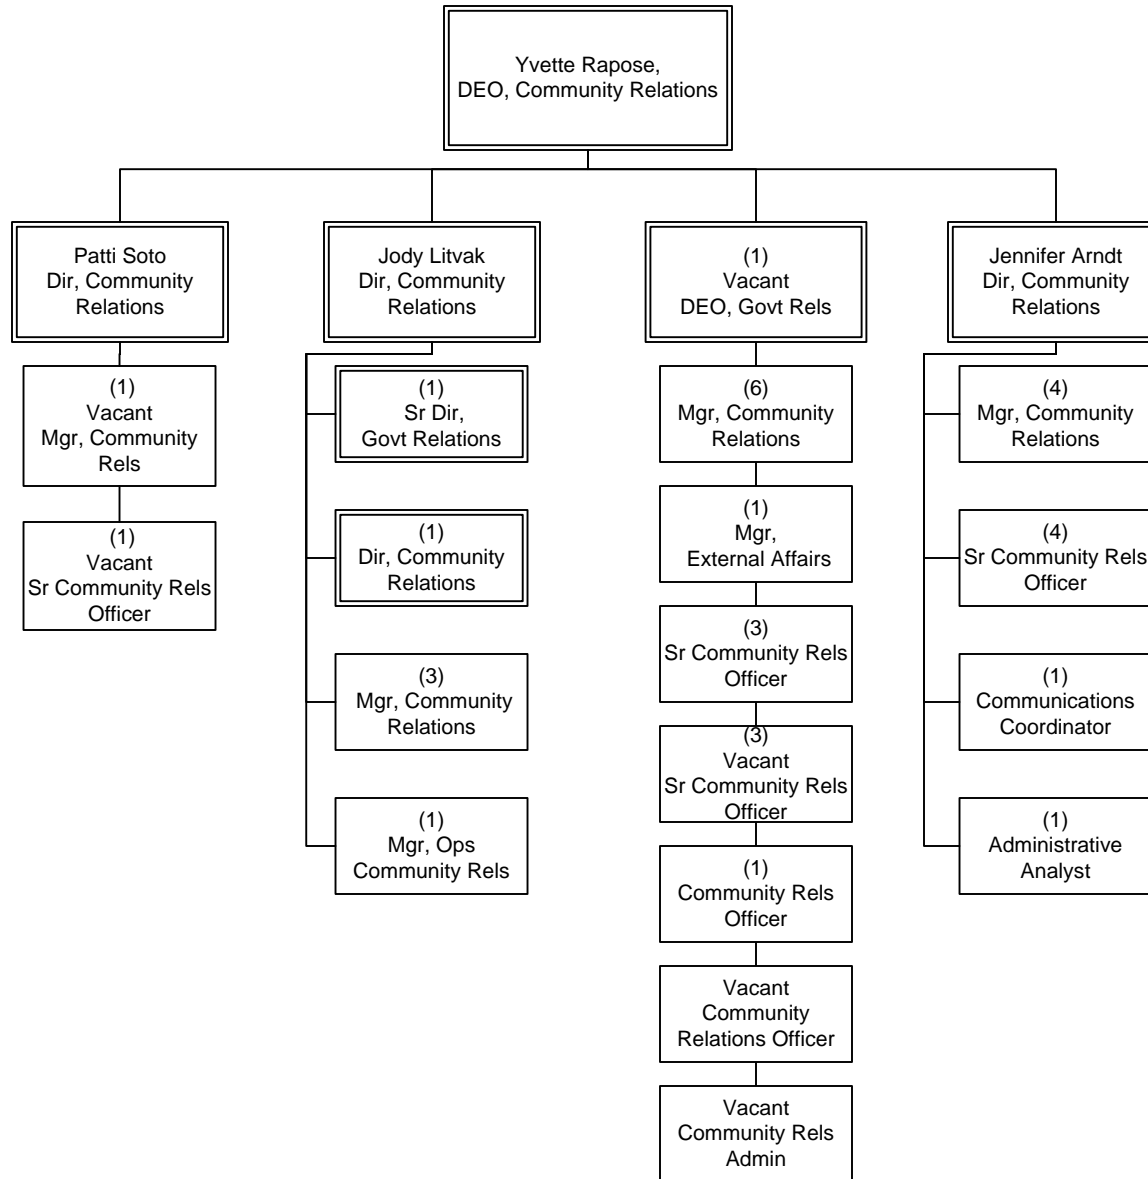 Yvette Rapose,
DEO, Community Relations
Patti Soto
Dir, Community
Relations
Jody Litvak
Dir, Community
Relations
(1)
Vacant
DEO, Govt Rels
Jennifer Arndt
Dir, Community
Relations
(1)
Vacant
Mgr, Community
Rels
(1)
Vacant
Sr Community Rels
Officer
(1)
Sr Dir,
Govt Relations
(1)
Dir, Community
Relations
(3)
Mgr, Community
Relations
(1)
Mgr, Ops
Community Rels
(6)
Mgr, Community
Relations
(1)
Mgr,
External Affairs
(3)
Sr Community Rels
Officer
(3)
Vacant
Sr Community Rels
Officer
(1)
Community Rels
Officer
Vacant
Community
Relations Officer
Vacant
Community Rels
Admin
(4)
Mgr, Community
Relations
(4)
Sr Community Rels
Officer
(1)
Communications
Coordinator
(1)
Administrative
Analyst